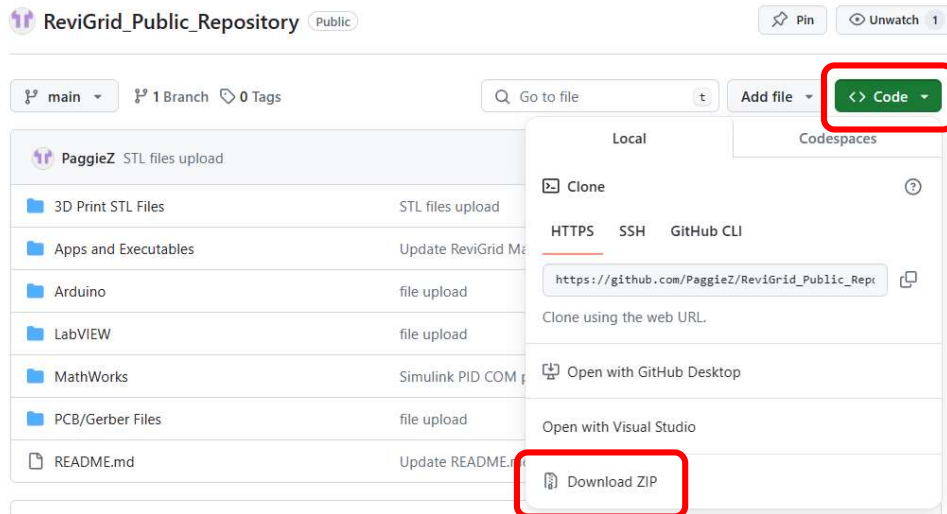 ReviGrid_Public_Repository Public Pin Unwatch 1
main 1 Branch 0 Tags Go to file t Add file <> Code
Local Codespaces
PaggieZ STL files upload
Clone
3D Print STL Files STL files upload
HTTPS SSH GitHub CLI
Apps and Executables Update ReviGrid Ma
https://github.com/PaggieZ/ReviGrid_Public_Repo
Arduino file upload
Clone using the web URL.
LabVIEW file upload
MathWorks Simulink PID COM p
Open with GitHub Desktop
PCB/Gerber Files file upload
Open with Visual Studio
README.md Update README.m
Download ZIP